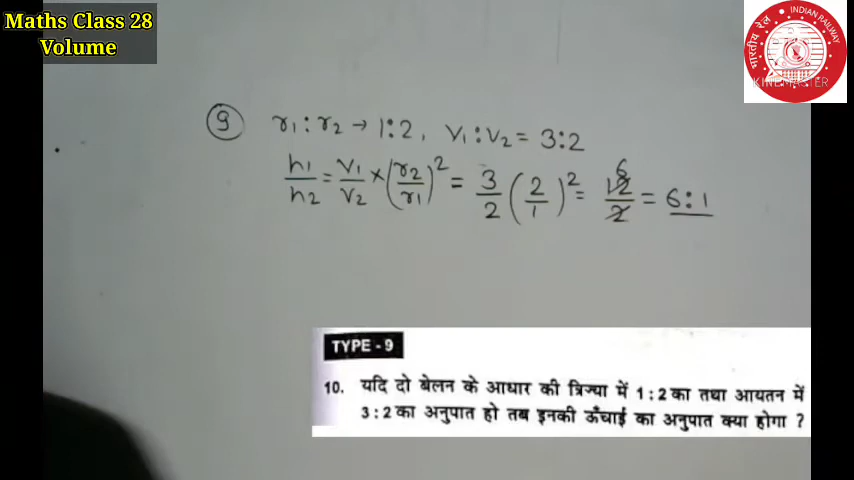 Maths Class 28
Volume
भारतीय रेल INDIAN RAILWAY
KINEMASTER
9 r1 : r2 → 1:2, V1 : V2 = 3:2
h1/h2 = V1/V2 × (r2/r1)^2 = 3/2 (2/1)^2 = 12/2 6 = 6:1
TYPE - 9
10. यदि दो बेलन के आधार की त्रिज्या में 1 : 2 का तथा आयतन में
3 : 2 का अनुपात हो तब इनकी ऊँचाई का अनुपात क्या होगा ?